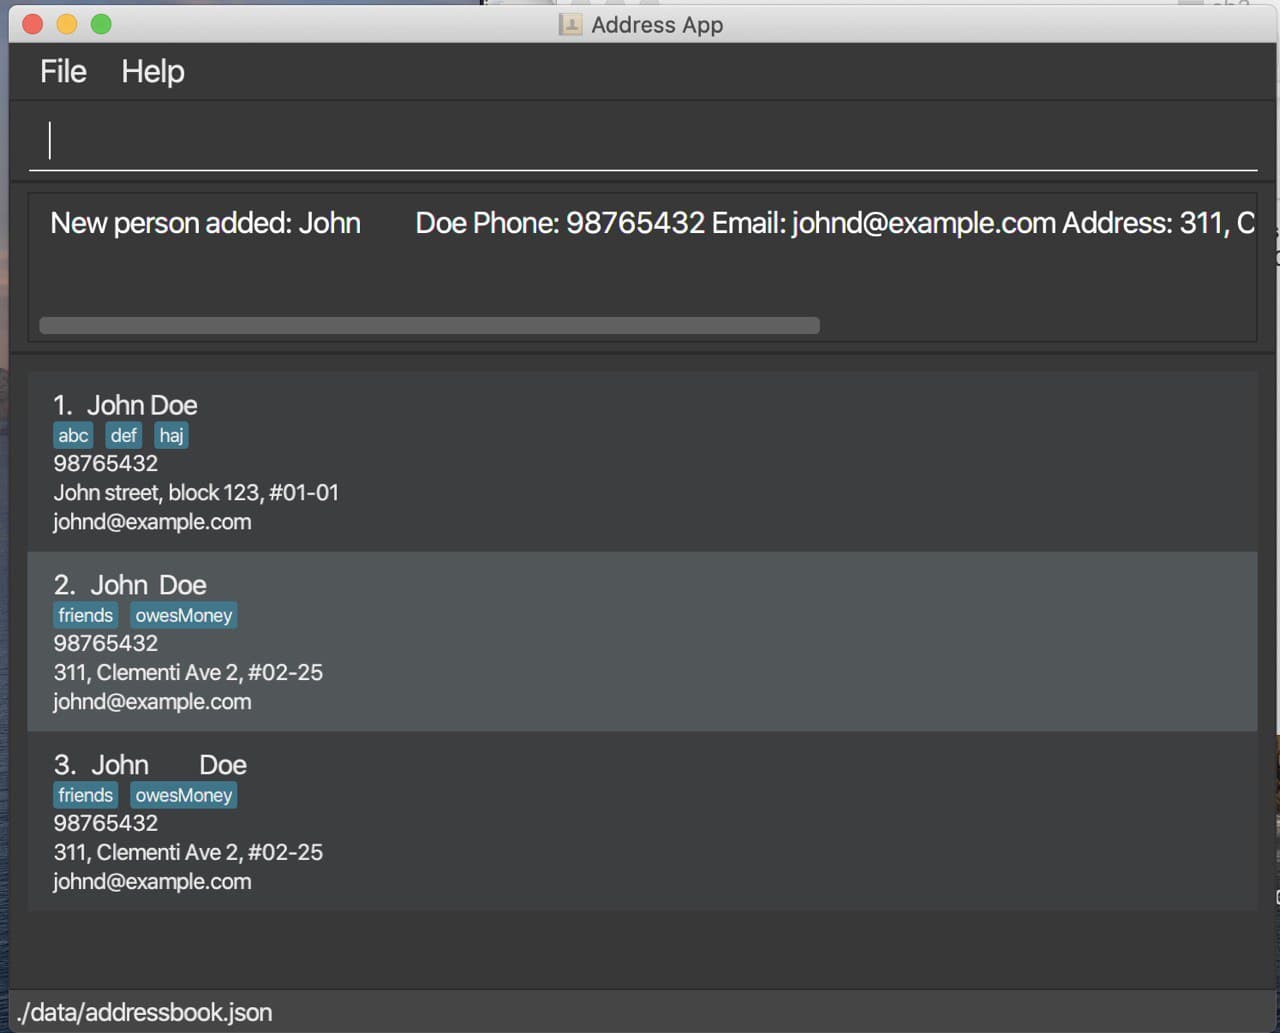 Address App
File Help
New person added: John        Doe Phone: 98765432 Email: johnd@example.com Address: 311, C
1. John Doe
abc def haj
98765432
John street, block 123, #01-01
johnd@example.com
2. John  Doe
friends owesMoney
98765432
311, Clementi Ave 2, #02-25
johnd@example.com
3. John        Doe
friends owesMoney
98765432
311, Clementi Ave 2, #02-25
johnd@example.com
./data/addressbook.json